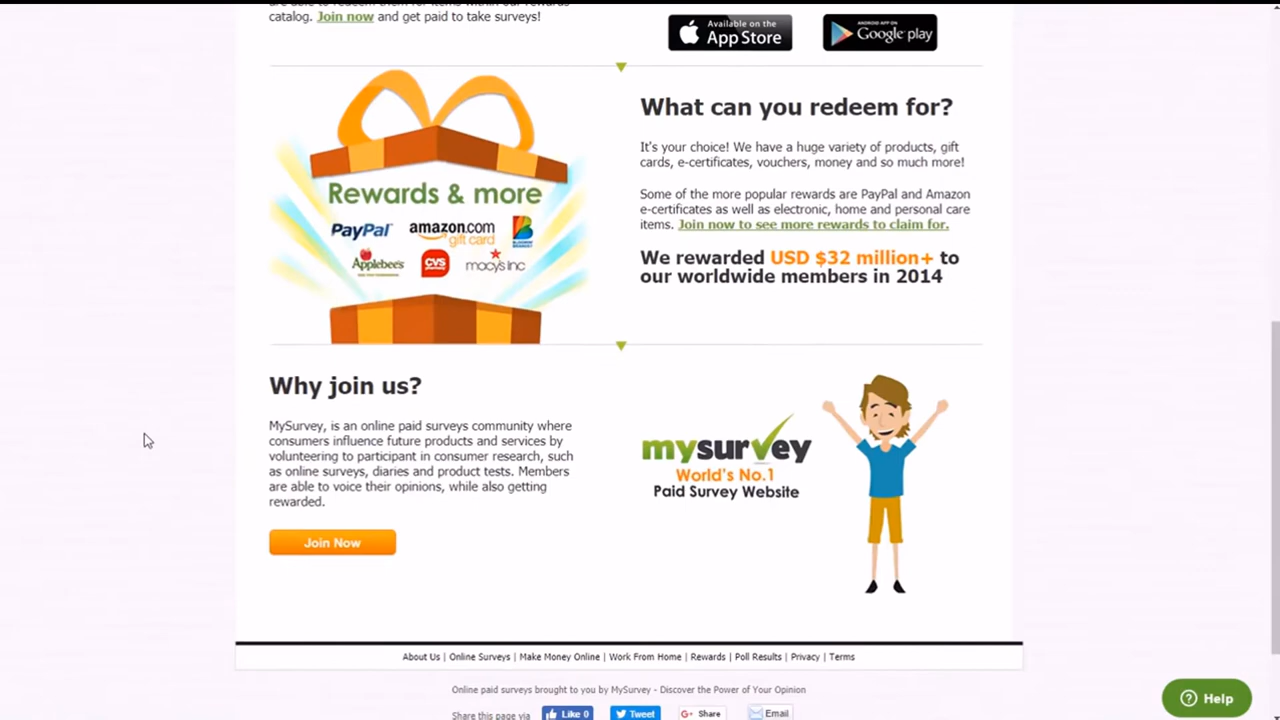 catalog. Join now and get paid to take surveys!
Available on the
App Store
ANDROID APP ON
Google play
What can you redeem for?
It's your choice! We have a huge variety of products, gift
cards, e-certificates, vouchers, money and so much more!
Some of the more popular rewards are PayPal and Amazon
e-certificates as well as electronic, home and personal care
items. Join now to see more rewards to claim for.
We rewarded USD $32 million+ to
our worldwide members in 2014
Rewards & more
PayPal amazon.com
gift card
Applebee's CVS macy's inc
Why join us?
MySurvey, is an online paid surveys community where
consumers influence future products and services by
volunteering to participant in consumer research, such
as online surveys, diaries and product tests. Members
are able to voice their opinions, while also getting
rewarded.
Join Now
mysurvey
World's No.1
Paid Survey Website
About Us | Online Surveys | Make Money Online | Work From Home | Rewards | Poll Results | Privacy | Terms
Online paid surveys brought to you by MySurvey - Discover the Power of Your Opinion
Share this page via Like 0 Tweet G+ Share Email
Help